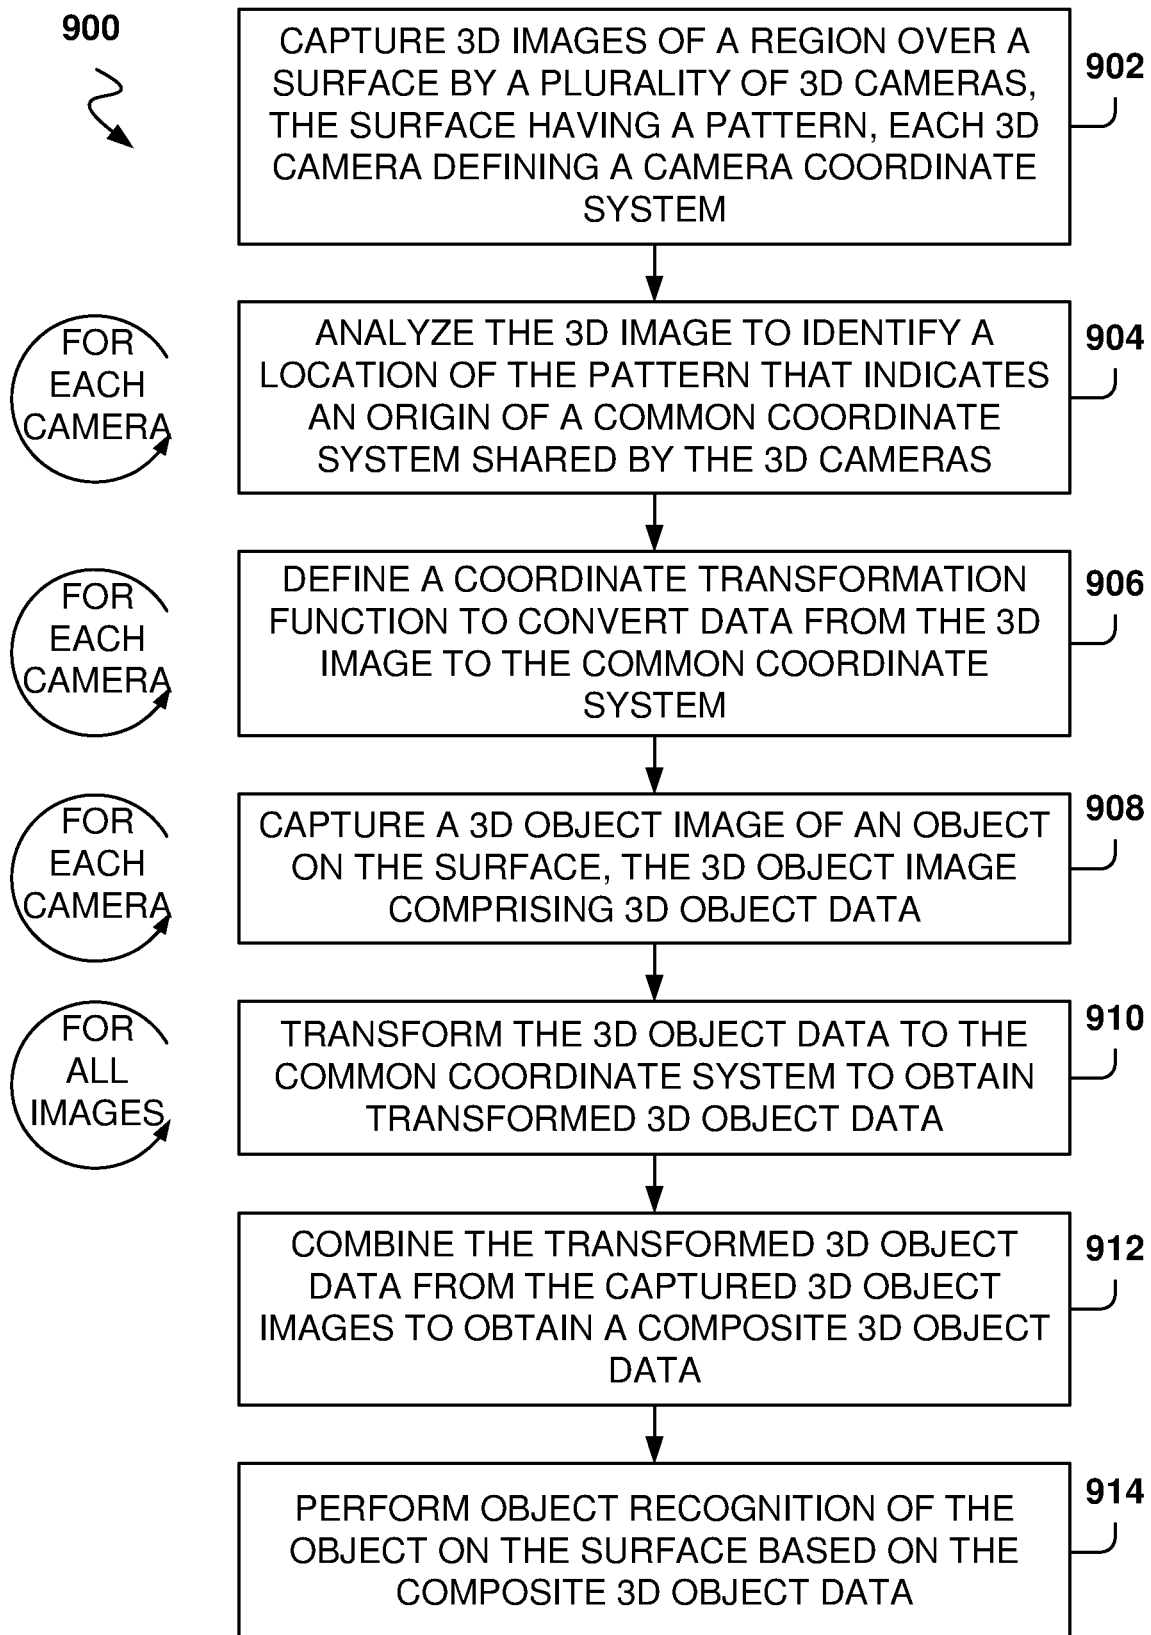 900
CAPTURE 3D IMAGES OF A REGION OVER A
SURFACE BY A PLURALITY OF 3D CAMERAS,
THE SURFACE HAVING A PATTERN, EACH 3D
CAMERA DEFINING A CAMERA COORDINATE
SYSTEM
902
FOR
EACH
CAMERA
ANALYZE THE 3D IMAGE TO IDENTIFY A
LOCATION OF THE PATTERN THAT INDICATES
AN ORIGIN OF A COMMON COORDINATE
SYSTEM SHARED BY THE 3D CAMERAS
904
FOR
EACH
CAMERA
DEFINE A COORDINATE TRANSFORMATION
FUNCTION TO CONVERT DATA FROM THE 3D
IMAGE TO THE COMMON COORDINATE
SYSTEM
906
FOR
EACH
CAMERA
CAPTURE A 3D OBJECT IMAGE OF AN OBJECT
ON THE SURFACE, THE 3D OBJECT IMAGE
COMPRISING 3D OBJECT DATA
908
FOR
ALL
IMAGES
TRANSFORM THE 3D OBJECT DATA TO THE
COMMON COORDINATE SYSTEM TO OBTAIN
TRANSFORMED 3D OBJECT DATA
910
COMBINE THE TRANSFORMED 3D OBJECT
DATA FROM THE CAPTURED 3D OBJECT
IMAGES TO OBTAIN A COMPOSITE 3D OBJECT
DATA
912
PERFORM OBJECT RECOGNITION OF THE
OBJECT ON THE SURFACE BASED ON THE
COMPOSITE 3D OBJECT DATA
914